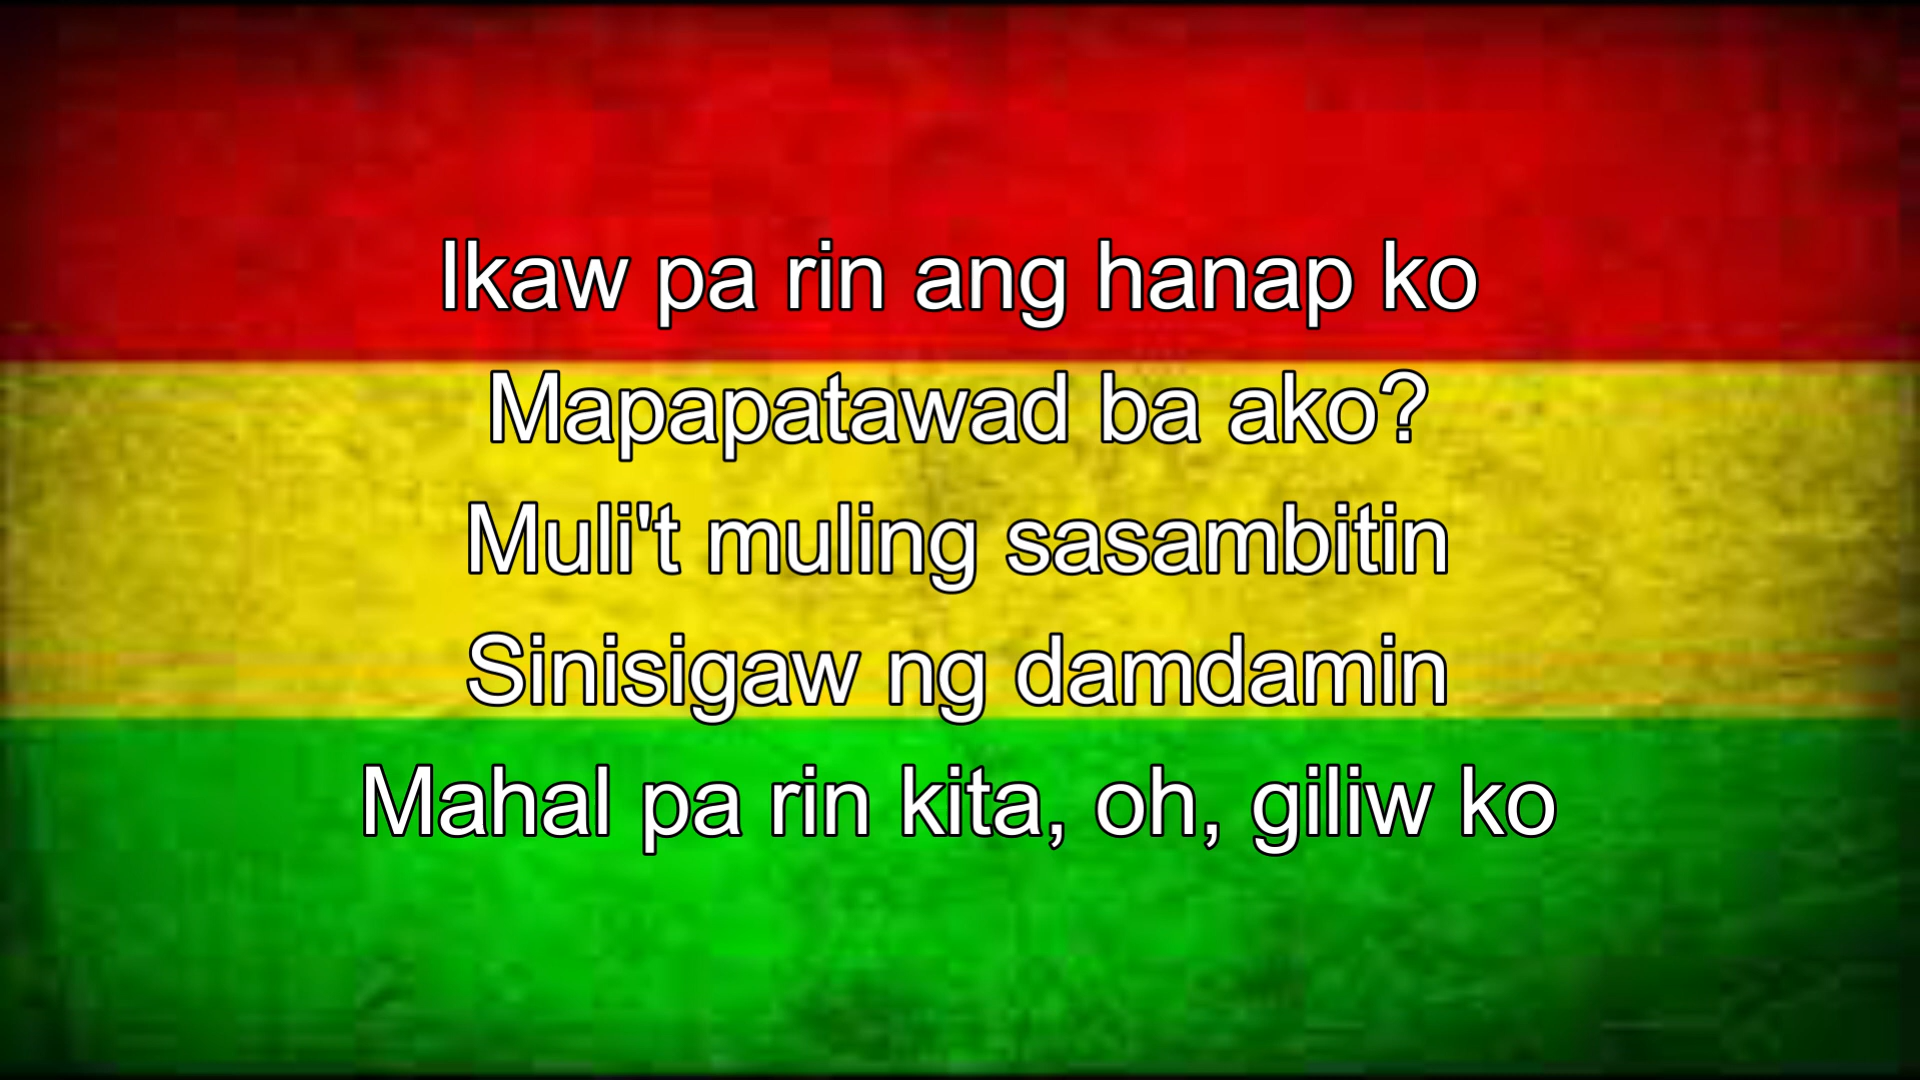 Ikaw pa rin ang hanap ko
Mapapatawad ba ako?
Muli't muling sasambitin
Sinisigaw ng damdamin
Mahal pa rin kita, oh, giliw ko